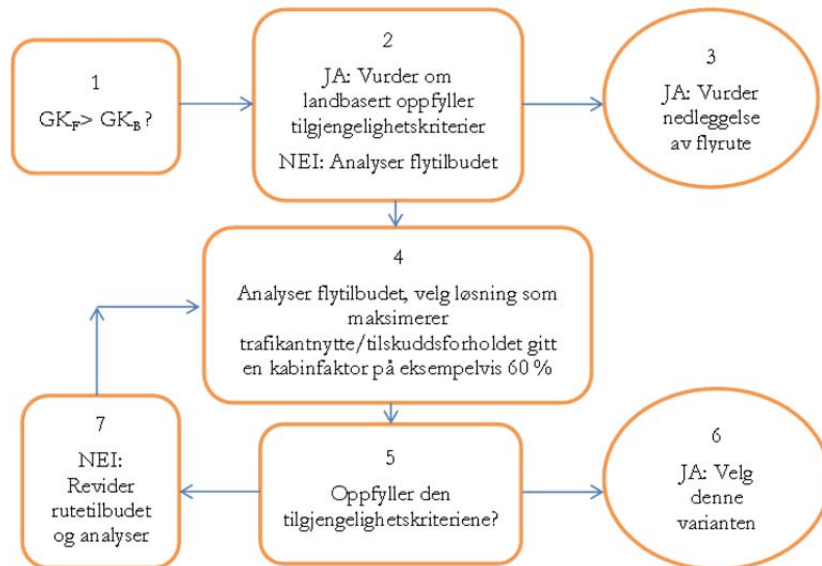 1
GKF> GKB ?
2
JA: Vurder om
landbasert oppfyller
tilgjengelighetskriterier
NEI: Analyser flytilbudet
3
JA: Vurder
nedleggelse
av flyrute
4
Analyser flytilbudet, velg løsning som
maksimerer
trafikantnytte/tilskuddsforholdet gitt
en kabinfaktor på eksempelvis 60 %
5
Oppfyller den
tilgjengelighetskriteriene?
6
JA: Velg
denne
varianten
7
NEI:
Revider
rutetilbudet
og analyser